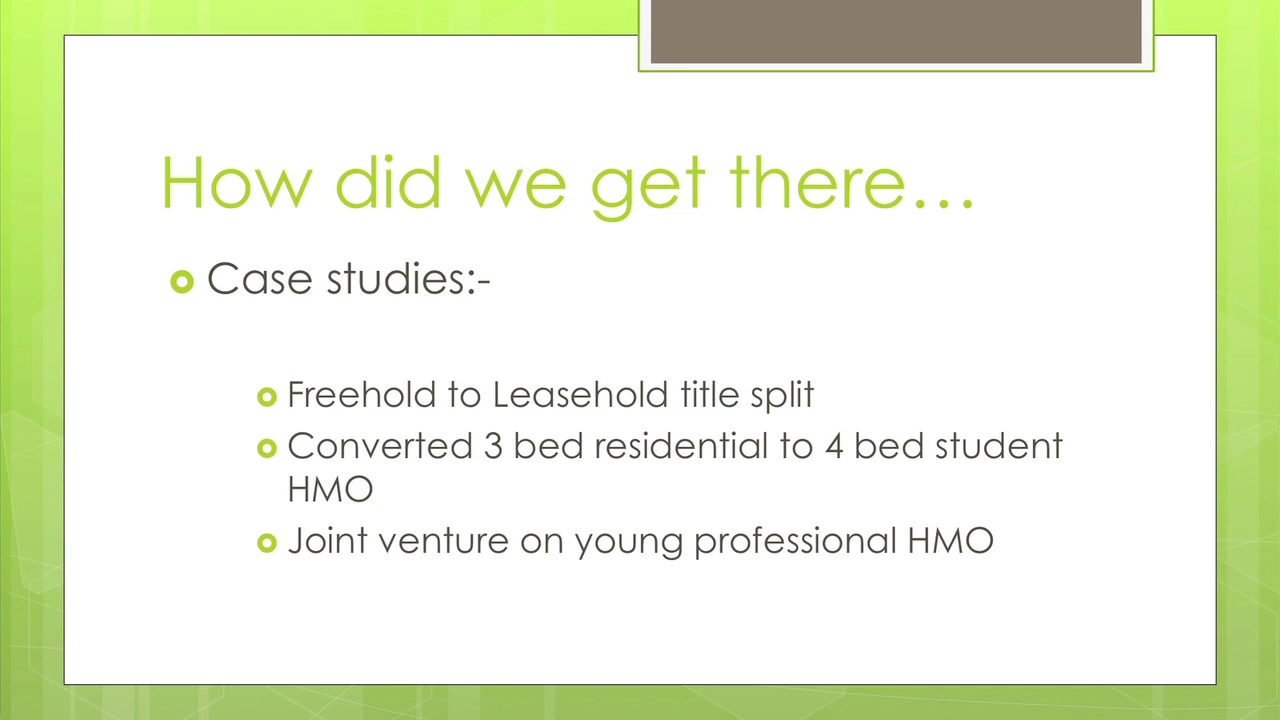 How did we get there…
Case studies:-
Freehold to Leasehold title split
Converted 3 bed residential to 4 bed student
HMO
Joint venture on young professional HMO